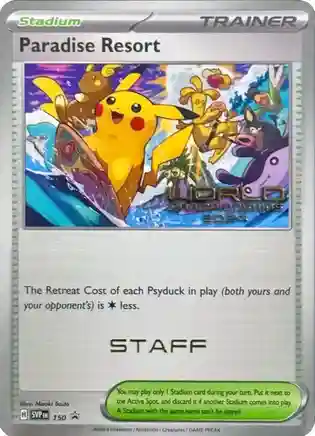 Stadium
TRAINER
Paradise Resort
WORLD
2024
The Retreat Cost of each Psyduck in play (both yours and
your opponent's) is less.
STAFF
SVP EN 150
You may play only 1 Stadium card during your turn. Put it next to
the Active Spot, and discard it if another Stadium comes into play.
A Stadium with the same name can't be played.